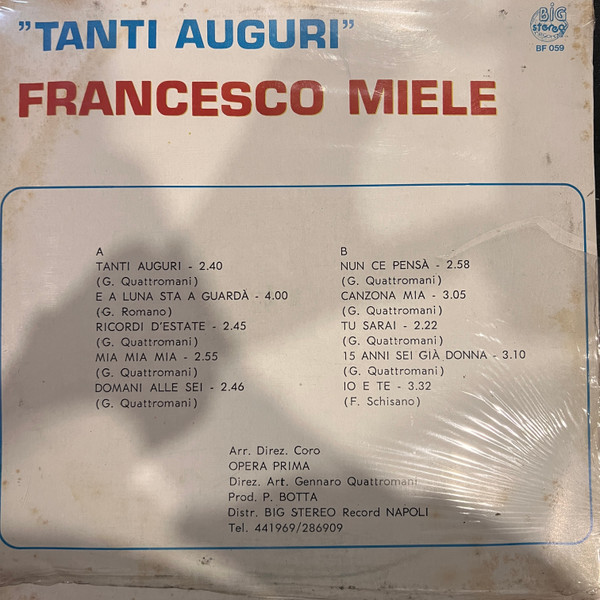 "TANTI AUGURI"
BIG
stereo
record
BF 059
FRANCESCO MIELE
A
TANTI AUGURI - 2.40
(G. Quattromani)
E A LUNA STA A GUARDÀ - 4.00
(G. Romano)
RICORDI D'ESTATE - 2.45
(G. Quattromani)
MIA MIA MIA - 2.55
(G. Quattromani)
DOMANI ALLE SEI - 2.46
(G. Quattromani)
B
NUN CE PENSÀ - 2.58
(G. Quattromani)
CANZONA MIA - 3.05
(G. Quattromani)
TU SARAI - 2.22
(G. Quattromani)
15 ANNI SEI GIÀ DONNA - 3.10
(G. Quattromani)
IO E TE - 3.32
(F. Schisano)
Arr. Direz. Coro
OPERA PRIMA
Direz. Art. Gennaro Quattromani
Prod. P. BOTTA
Distr. BIG STEREO Record NAPOLI
Tel. 441969/286909